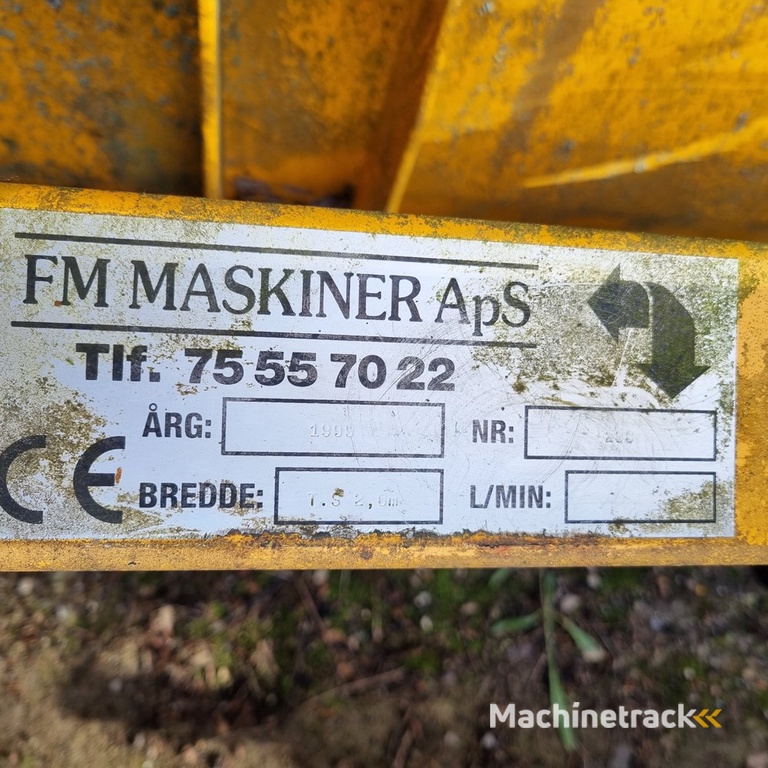 FM MASKINER ApS
Tlf. 75 55 70 22
ÅRG: NR:
CE BREDDE: L/MIN:
Machinetrack